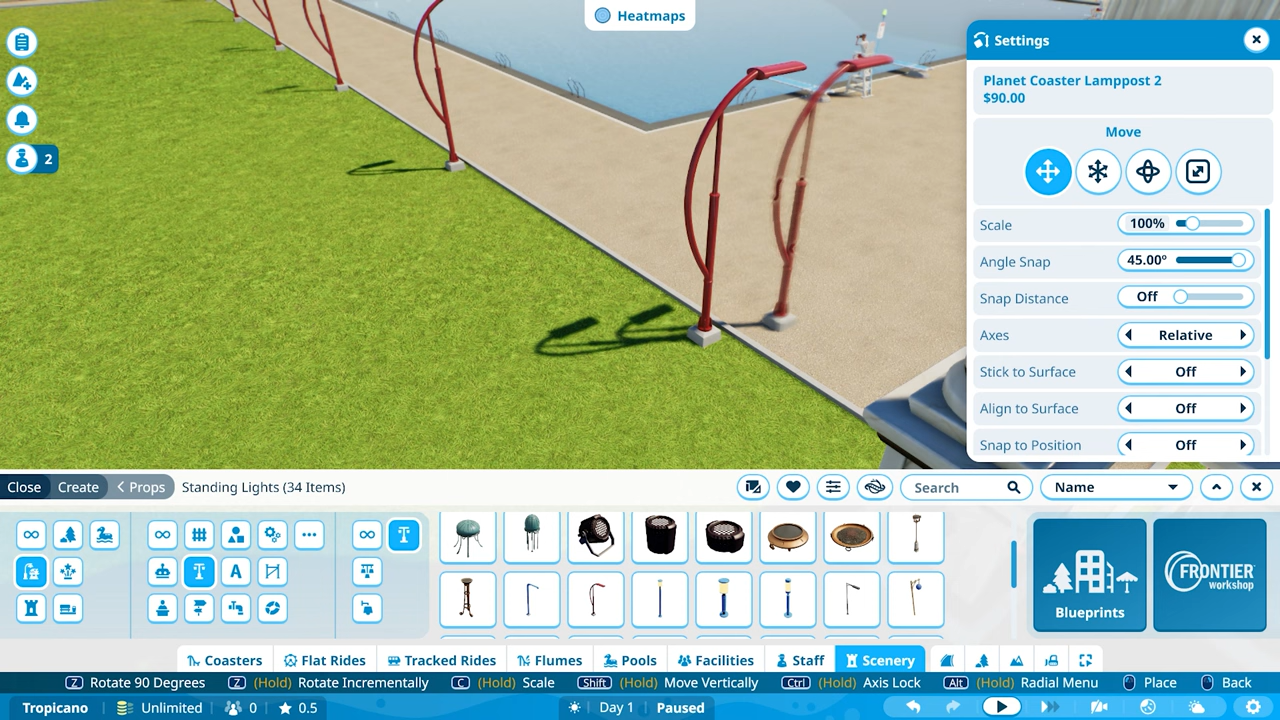 Heatmaps
Settings
Planet Coaster Lamppost 2
$90.00
Move
Scale 100%
Angle Snap 45.00°
Snap Distance Off
Axes Relative
Stick to Surface Off
Align to Surface Off
Snap to Position Off
2
Close Create Props Standing Lights (34 Items) Search Name
Blueprints
FRONTIER workshop
Coasters Flat Rides Tracked Rides Flumes Pools Facilities Staff Scenery
Z Rotate 90 Degrees Z (Hold) Rotate Incrementally C (Hold) Scale Shift (Hold) Move Vertically Ctrl (Hold) Axis Lock Alt (Hold) Radial Menu Place Back
Tropicano Unlimited 0 0.5 Day 1 Paused